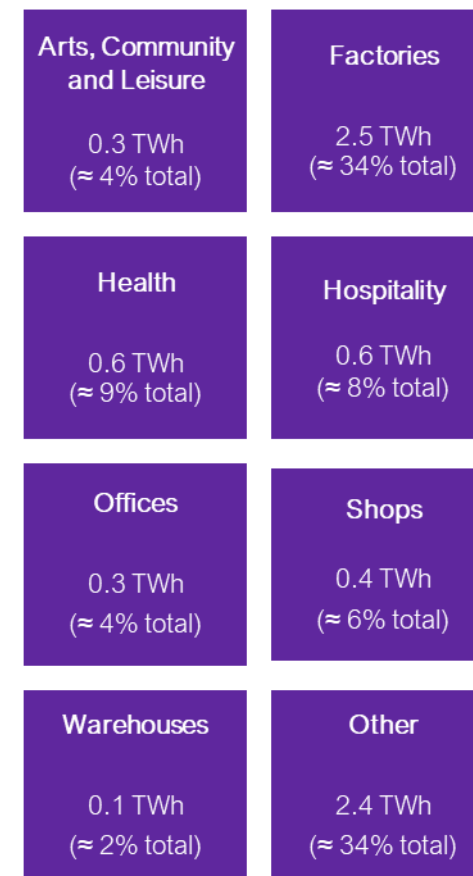 Arts, Community
and Leisure
0.3 TWh
(≈ 4% total)
Factories
2.5 TWh
(≈ 34% total)
Health
0.6 TWh
(≈ 9% total)
Hospitality
0.6 TWh
(≈ 8% total)
Offices
0.3 TWh
(≈ 4% total)
Shops
0.4 TWh
(≈ 6% total)
Warehouses
0.1 TWh
(≈ 2% total)
Other
2.4 TWh
(≈ 34% total)